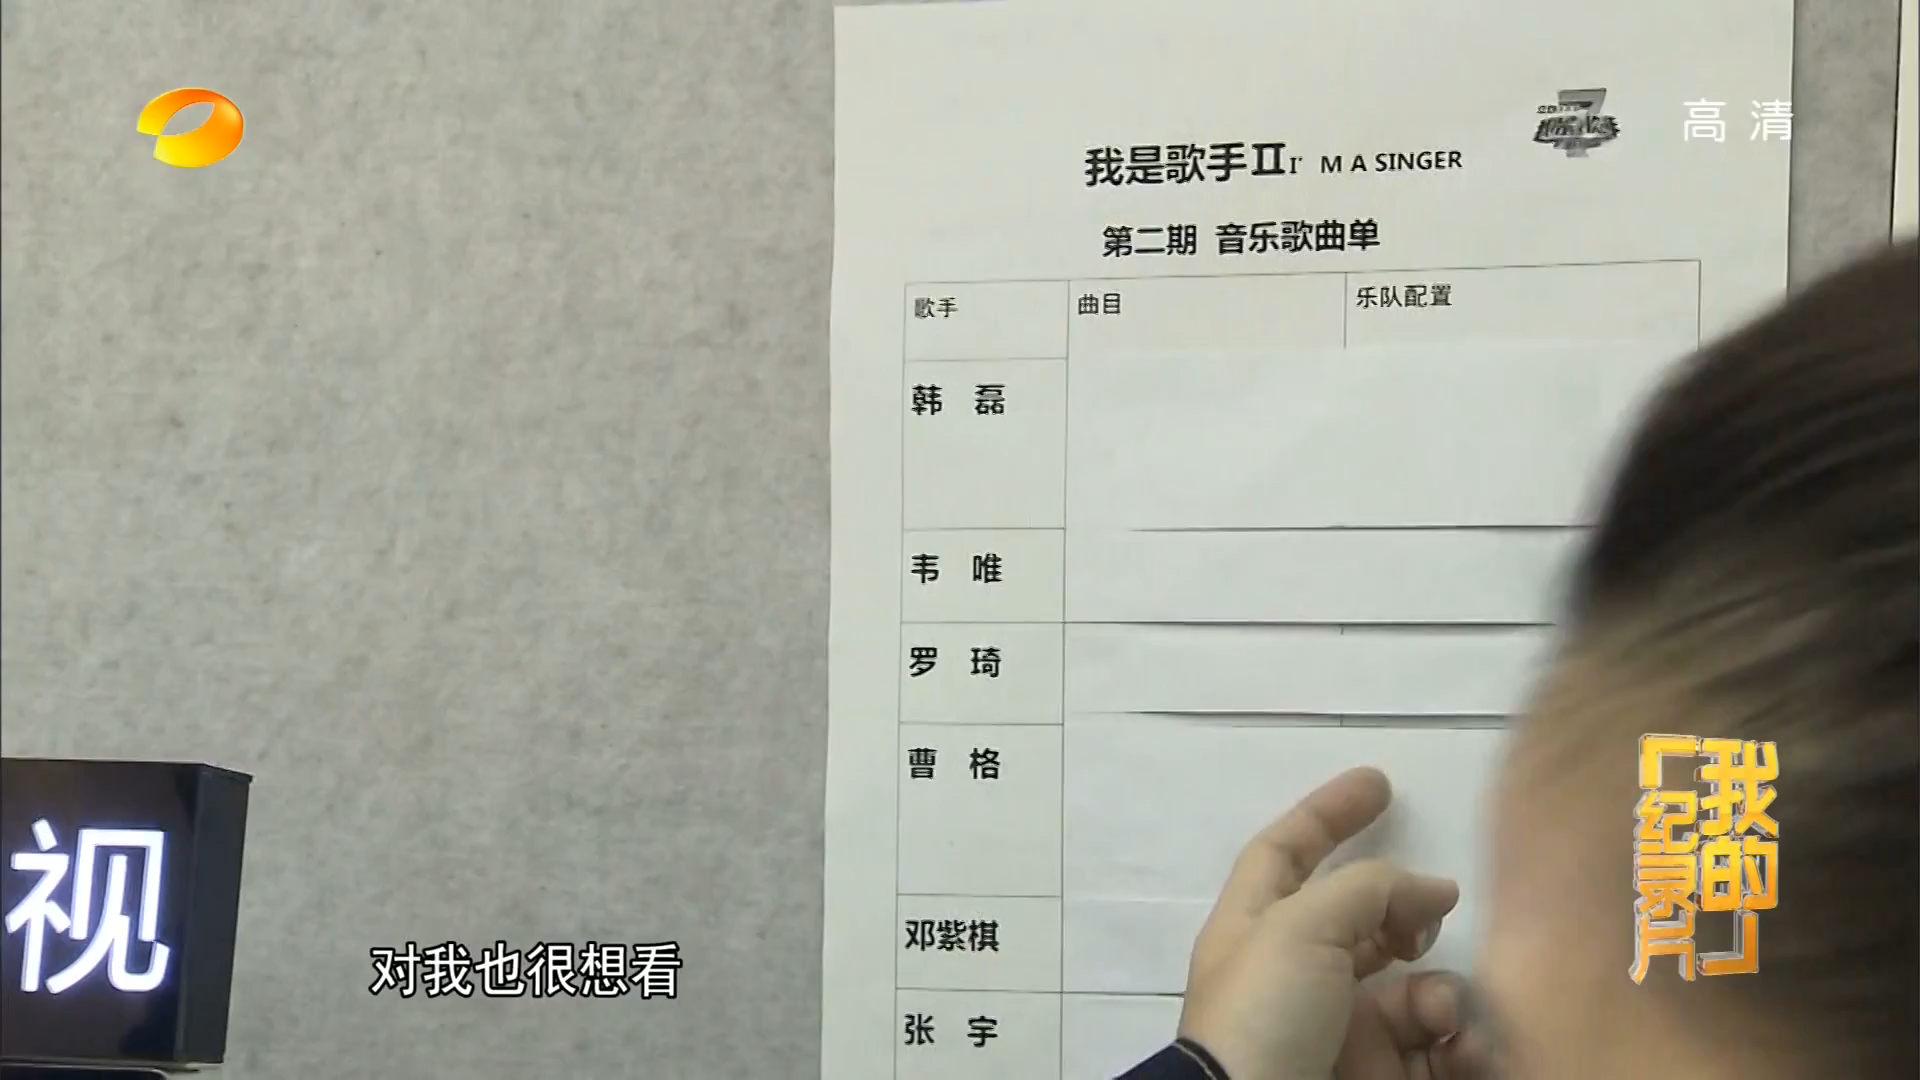 高清
我是歌手II I'M A SINGER
第二期 音乐歌曲单
歌手 曲目 乐队配置
韩 磊
韦 唯
罗 琦
曹 格
邓紫棋
张 宇
视
对我也很想看
「我的
纪录片」